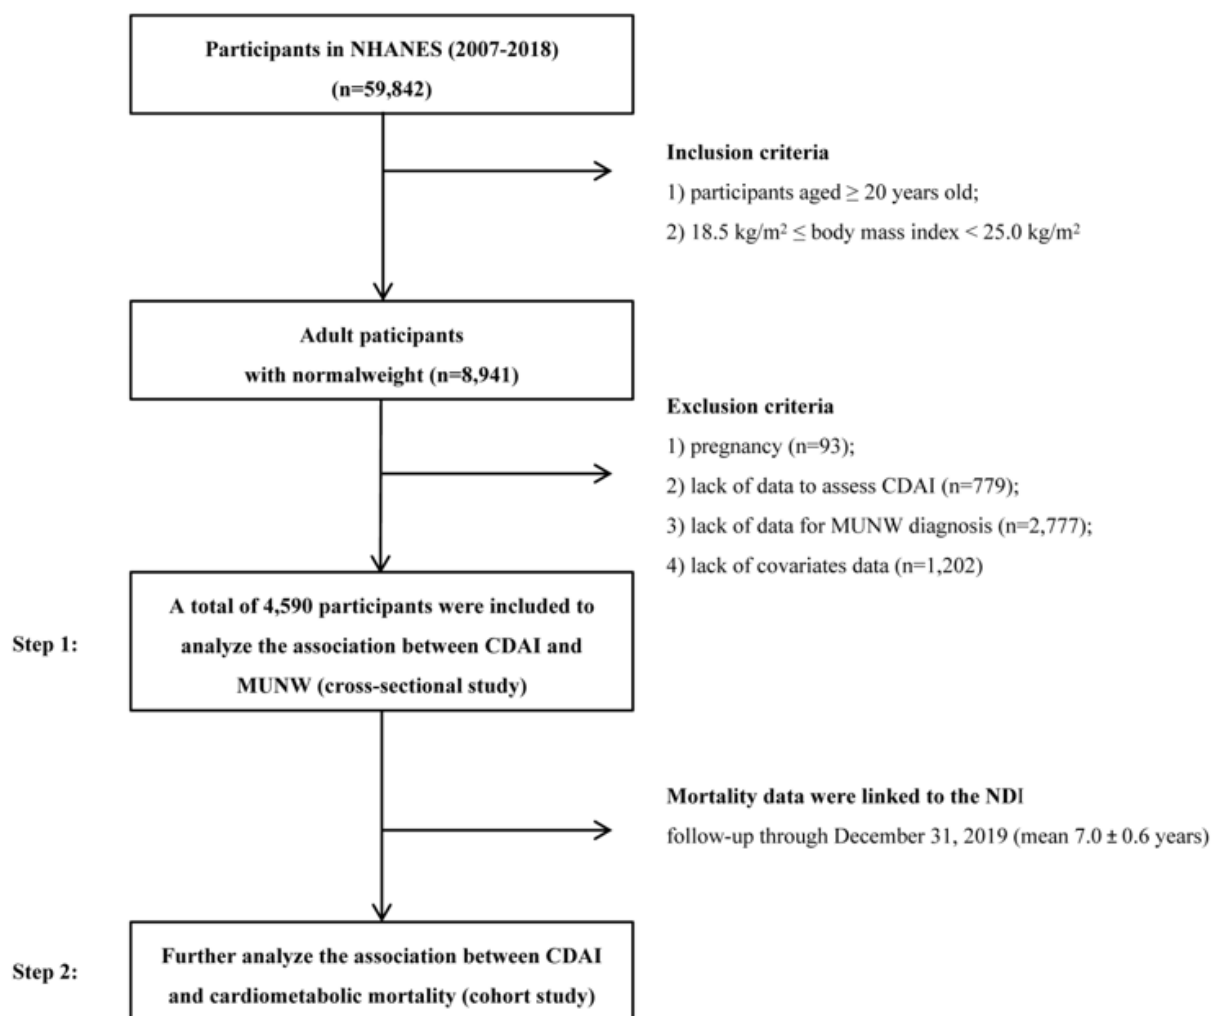 Participants in NHANES (2007-2018)
(n=59,842)
Inclusion criteria
1) participants aged ≥ 20 years old;
2) 18.5 kg/m² ≤ body mass index < 25.0 kg/m²
Adult paticipants
with normalweight (n=8,941)
Exclusion criteria
1) pregnancy (n=93);
2) lack of data to assess CDAI (n=779);
3) lack of data for MUNW diagnosis (n=2,777);
4) lack of covariates data (n=1,202)
Step 1:
A total of 4,590 participants were included to
analyze the association between CDAI and
MUNW (cross-sectional study)
Mortality data were linked to the NDI
follow-up through December 31, 2019 (mean 7.0 ± 0.6 years)
Step 2:
Further analyze the association between CDAI
and cardiometabolic mortality (cohort study)